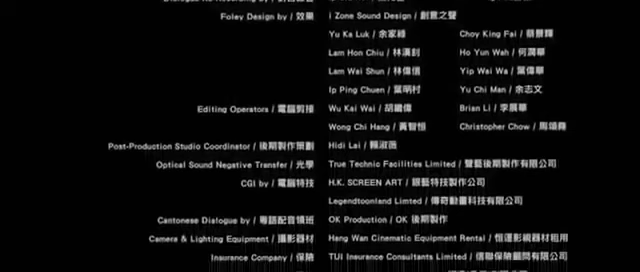 Foley Design by / 效果 i Zone Sound Design / 創意之聲
Yu Ka Luk / 余家祿 Choy King Fai / 蔡景輝
Lam Hon Chiu / 林漢釗 Ho Yun Wah / 何潤華
Lam Wai Shun / 林偉信 Yip Wai Wa / 葉偉華
Ip Ping Chuen / 葉明村 Yu Chi Man / 余志文
Editing Operators / 電腦剪接 Wu Kai Wai / 胡繼偉 Brian Li / 李展華
Wong Chi Hang / 黃智恒 Christopher Chow / 馬頌舜
Post-Production Studio Coordinator / 後期製作策劃 Hidi Lai / 賴淑薇
Optical Sound Negative Transfer / 光學 True Technic Facilities Limited / 聲藝後期製作有限公司
CGI by / 電腦特技 H.K. SCREEN ART / 銀藝特技製作公司
Legendtoonland Limted / 傳奇動畫科技有限公司
Cantonese Dialogue by / 粵語配音領班 OK Production / OK 後期製作
Camera & Lighting Equipment / 攝影器材 Hang Wan Cinematic Equipment Rental / 恒運影視器材租用
Insurance Company / 保險 TUI Insurance Consultants Limited / 信聯保險顧問有限公司